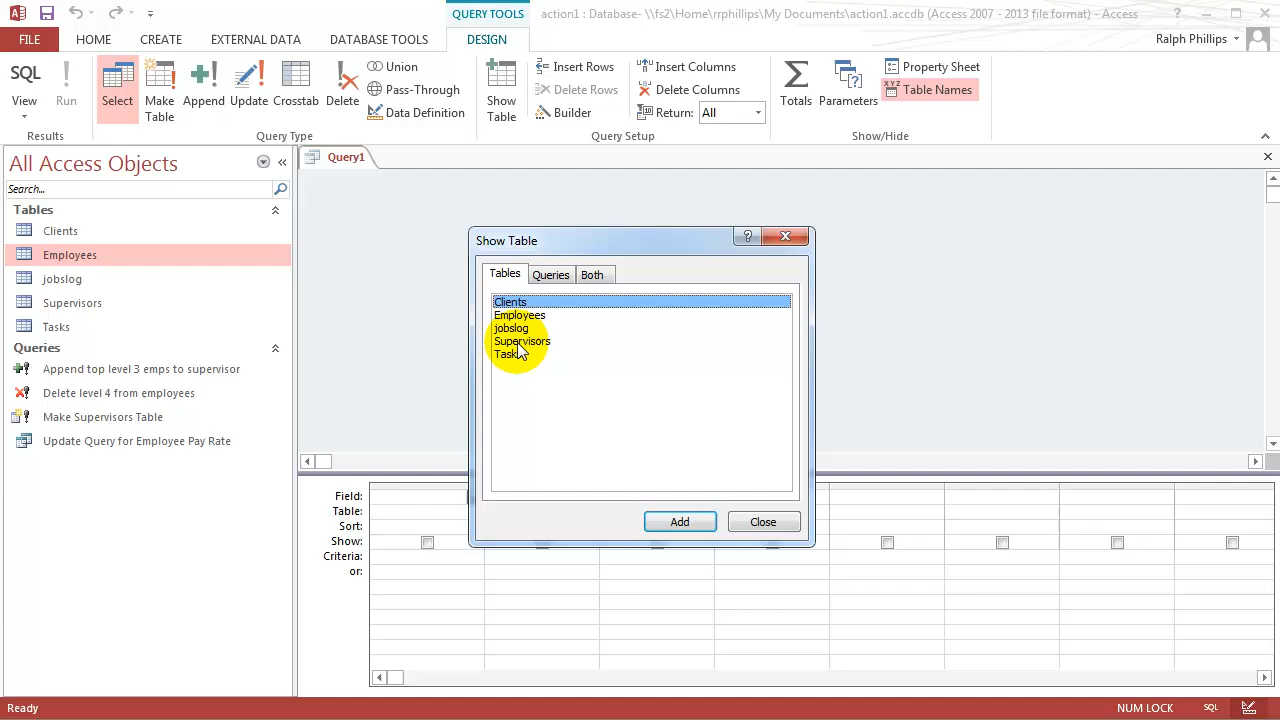 QUERY TOOLS
action1 : Database- \\fs2\Home\rrphillips\My Documents\action1.accdb (Access 2007 - 2013 file format) - Access
FILE HOME CREATE EXTERNAL DATA DATABASE TOOLS DESIGN Ralph Phillips
SQL
View
Run
Select
Make Table
Append
Update
Crosstab
Delete
Union
Pass-Through
Data Definition
Show Table
Insert Rows
Delete Rows
Builder
Insert Columns
Delete Columns
Return: All
Totals
Parameters
Property Sheet
XYZ
Table Names
Results Query Type Query Setup Show/Hide
All Access Objects
Search...
Tables
Clients
Employees
jobslog
Supervisors
Tasks
Queries
Append top level 3 emps to supervisor
Delete level 4 from employees
Make Supervisors Table
Update Query for Employee Pay Rate
Query1
Show Table
Tables Queries Both
Clients
Employees
jobslog
Supervisors
Add Close
Field:
Table:
Sort:
Show:
Criteria:
or:
Ready NUM LOCK SQL